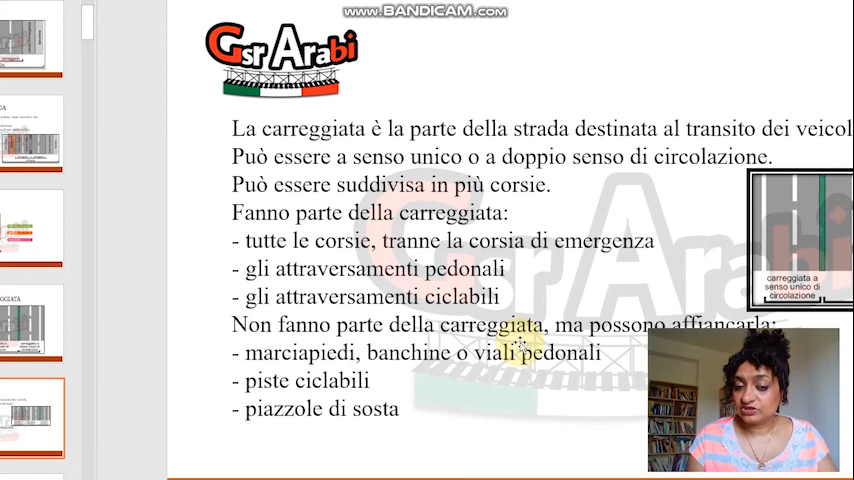 www.BANDICAM.com
Gsr Arabi
La carreggiata è la parte della strada destinata al transito dei veicol
Può essere a senso unico o a doppio senso di circolazione.
Può essere suddivisa in più corsie.
Fanno parte della carreggiata:
- tutte le corsie, tranne la corsia di emergenza
- gli attraversamenti pedonali
- gli attraversamenti ciclabili
Non fanno parte della carreggiata, ma possono affiancarla:
- marciapiedi, banchine o viali pedonali
- piste ciclabili
- piazzole di sosta
carreggiata a
senso unico di
circolazione
Gsr Arabi